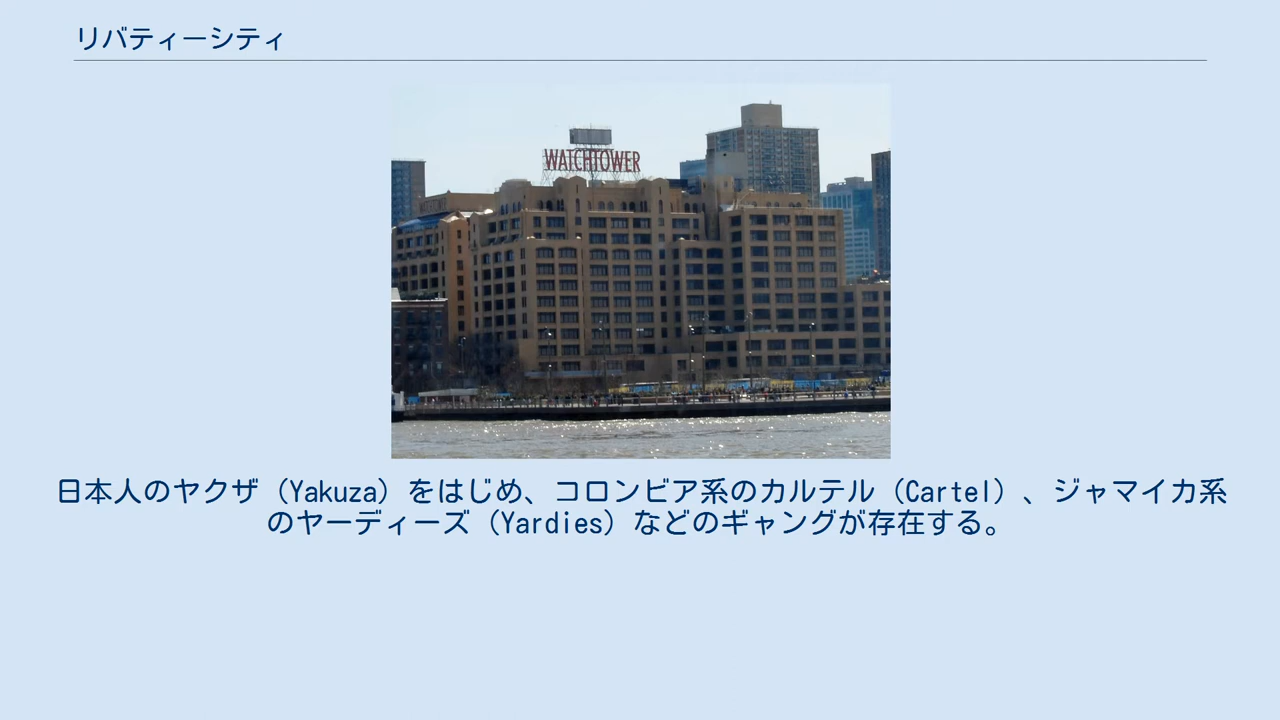 リバティーシティ
WATCHTOWER
日本人のヤクザ（Yakuza）をはじめ、コロンビア系のカルテル（Cartel）、ジャマイカ系
のヤーディーズ（Yardies）などのギャングが存在する。